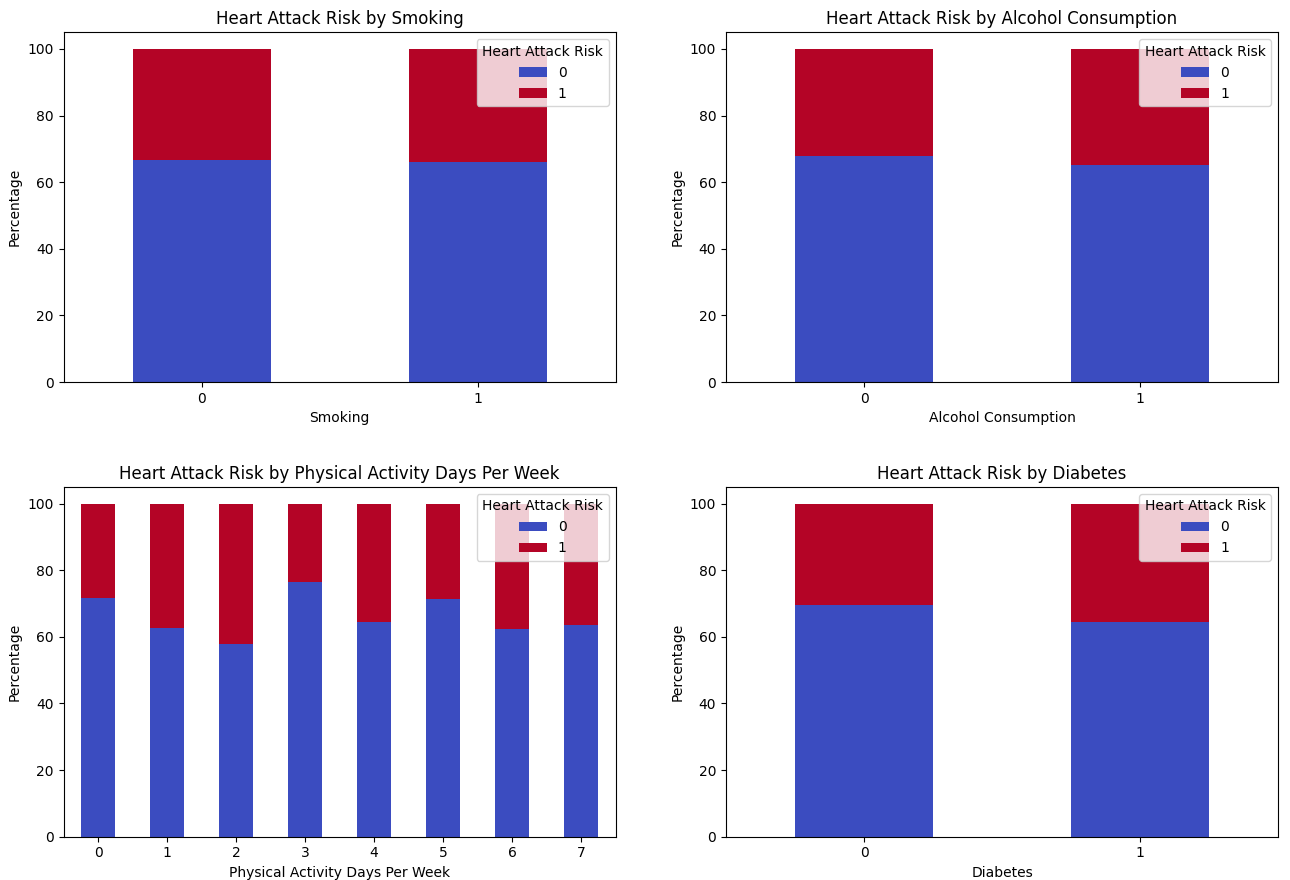 Heart Attack Risk by Smoking
Heart Attack Risk
0
1
100
80
60
40
20
0
Percentage
0 1
Smoking
Heart Attack Risk by Alcohol Consumption
Heart Attack Risk
0
1
100
80
60
40
20
0
Percentage
0 1
Alcohol Consumption
Heart Attack Risk by Physical Activity Days Per Week
Heart Attack Risk
0
1
100
80
60
40
20
0
Percentage
0 1 2 3 4 5 6 7
Physical Activity Days Per Week
Heart Attack Risk by Diabetes
Heart Attack Risk
0
1
100
80
60
40
20
0
Percentage
0 1
Diabetes